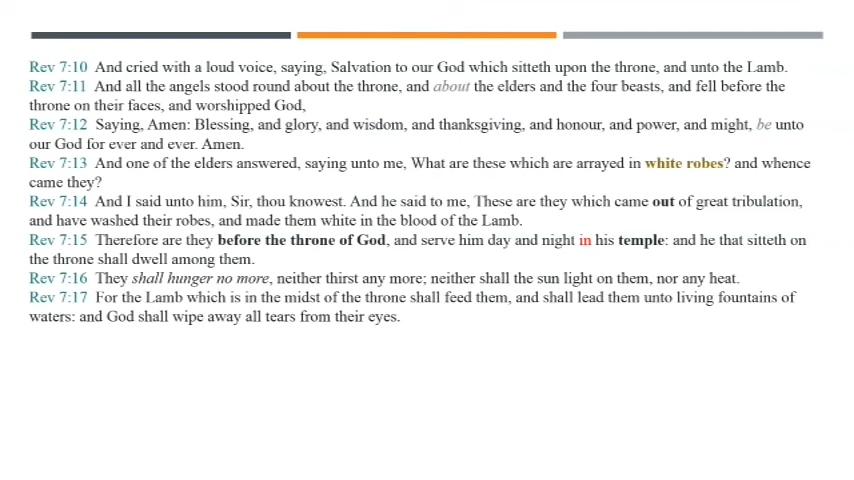 Rev 7:10 And cried with a loud voice, saying, Salvation to our God which sitteth upon the throne, and unto the Lamb.
Rev 7:11 And all the angels stood round about the throne, and about the elders and the four beasts, and fell before the
throne on their faces, and worshipped God,
Rev 7:12 Saying, Amen: Blessing, and glory, and wisdom, and thanksgiving, and honour, and power, and might, be unto
our God for ever and ever. Amen.
Rev 7:13 And one of the elders answered, saying unto me, What are these which are arrayed in white robes? and whence
came they?
Rev 7:14 And I said unto him, Sir, thou knowest. And he said to me, These are they which came out of great tribulation,
and have washed their robes, and made them white in the blood of the Lamb.
Rev 7:15 Therefore are they before the throne of God, and serve him day and night in his temple: and he that sitteth on
the throne shall dwell among them.
Rev 7:16 They shall hunger no more, neither thirst any more; neither shall the sun light on them, nor any heat.
Rev 7:17 For the Lamb which is in the midst of the throne shall feed them, and shall lead them unto living fountains of
waters: and God shall wipe away all tears from their eyes.